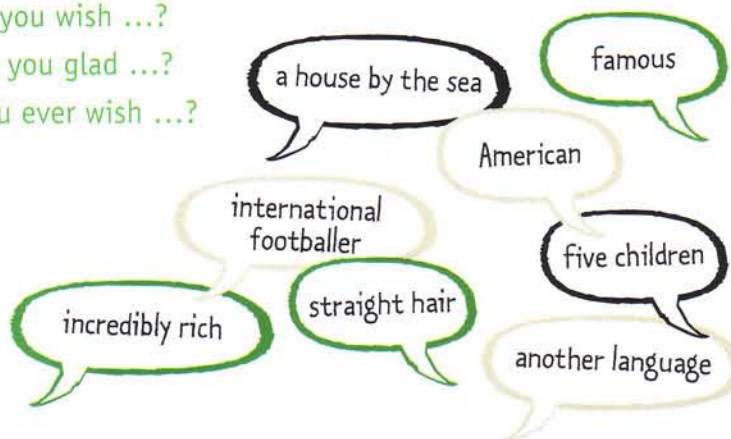 you wish ...?
you glad ...?
ever wish ...?
a house by the sea
famous
American
international
footballer
five children
straight hair
incredibly rich
another language